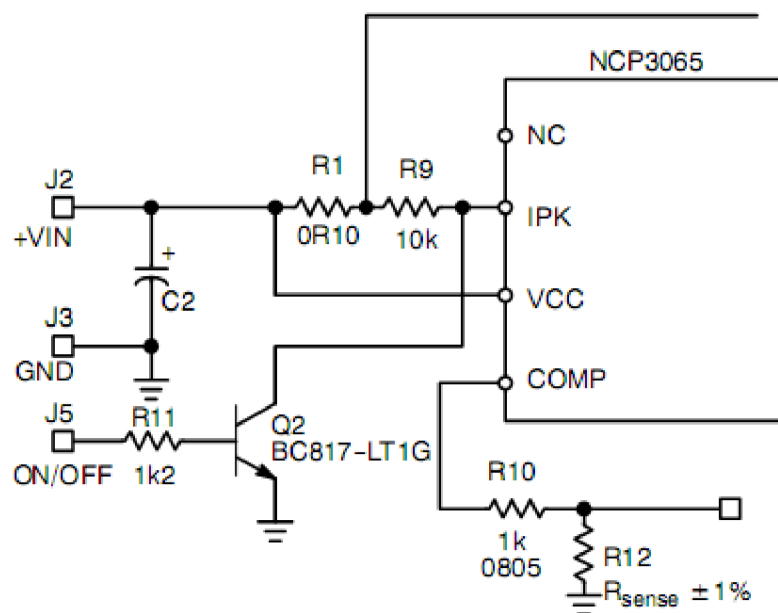 NCP3065
NC
R1
R9
J2
+VIN
0R10
10k
IPK
+
C2
VCC
J3
GND
COMP
J5
R11
Q2
BC817-LT1G
ON/OFF
1k2
R10
1k
0805
R12
Rsense ±1%